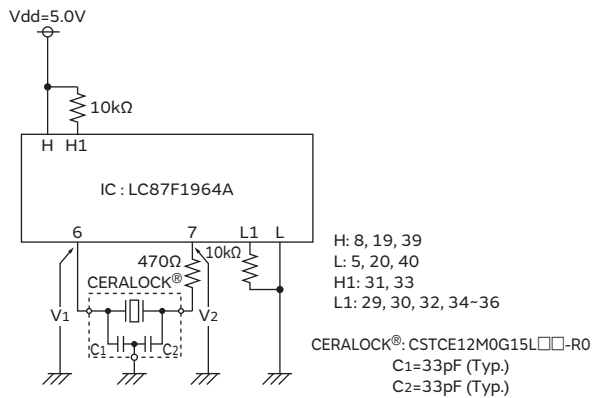 Vdd=5.0V
10kΩ
H H1
IC : LC87F1964A
6 7 L1 L
470Ω 10kΩ
CERALOCK®
V1 V2
C1 C2
H: 8, 19, 39
L: 5, 20, 40
H1: 31, 33
L1: 29, 30, 32, 34~36
CERALOCK®: CSTCE12M0G15L□□-R0
C1=33pF (Typ.)
C2=33pF (Typ.)